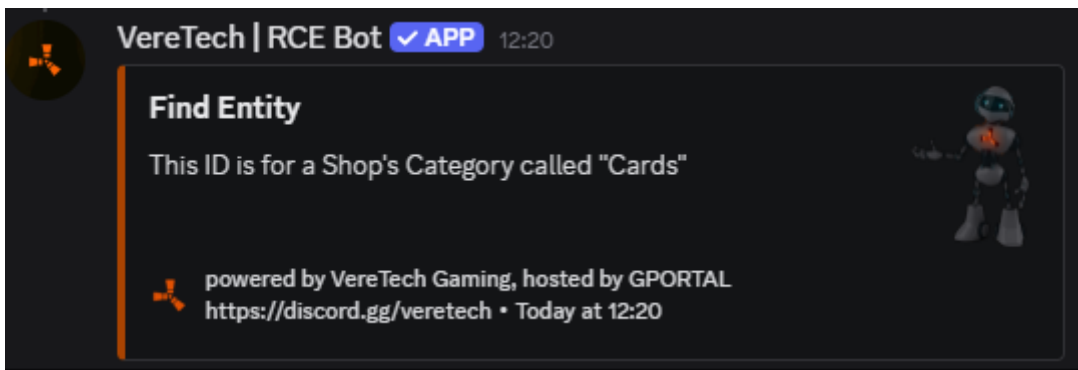 VereTech | RCE Bot ✓ APP 12:20
Find Entity
This ID is for a Shop's Category called "Cards"
powered by VereTech Gaming, hosted by GPORTAL
https://discord.gg/veretech • Today at 12:20